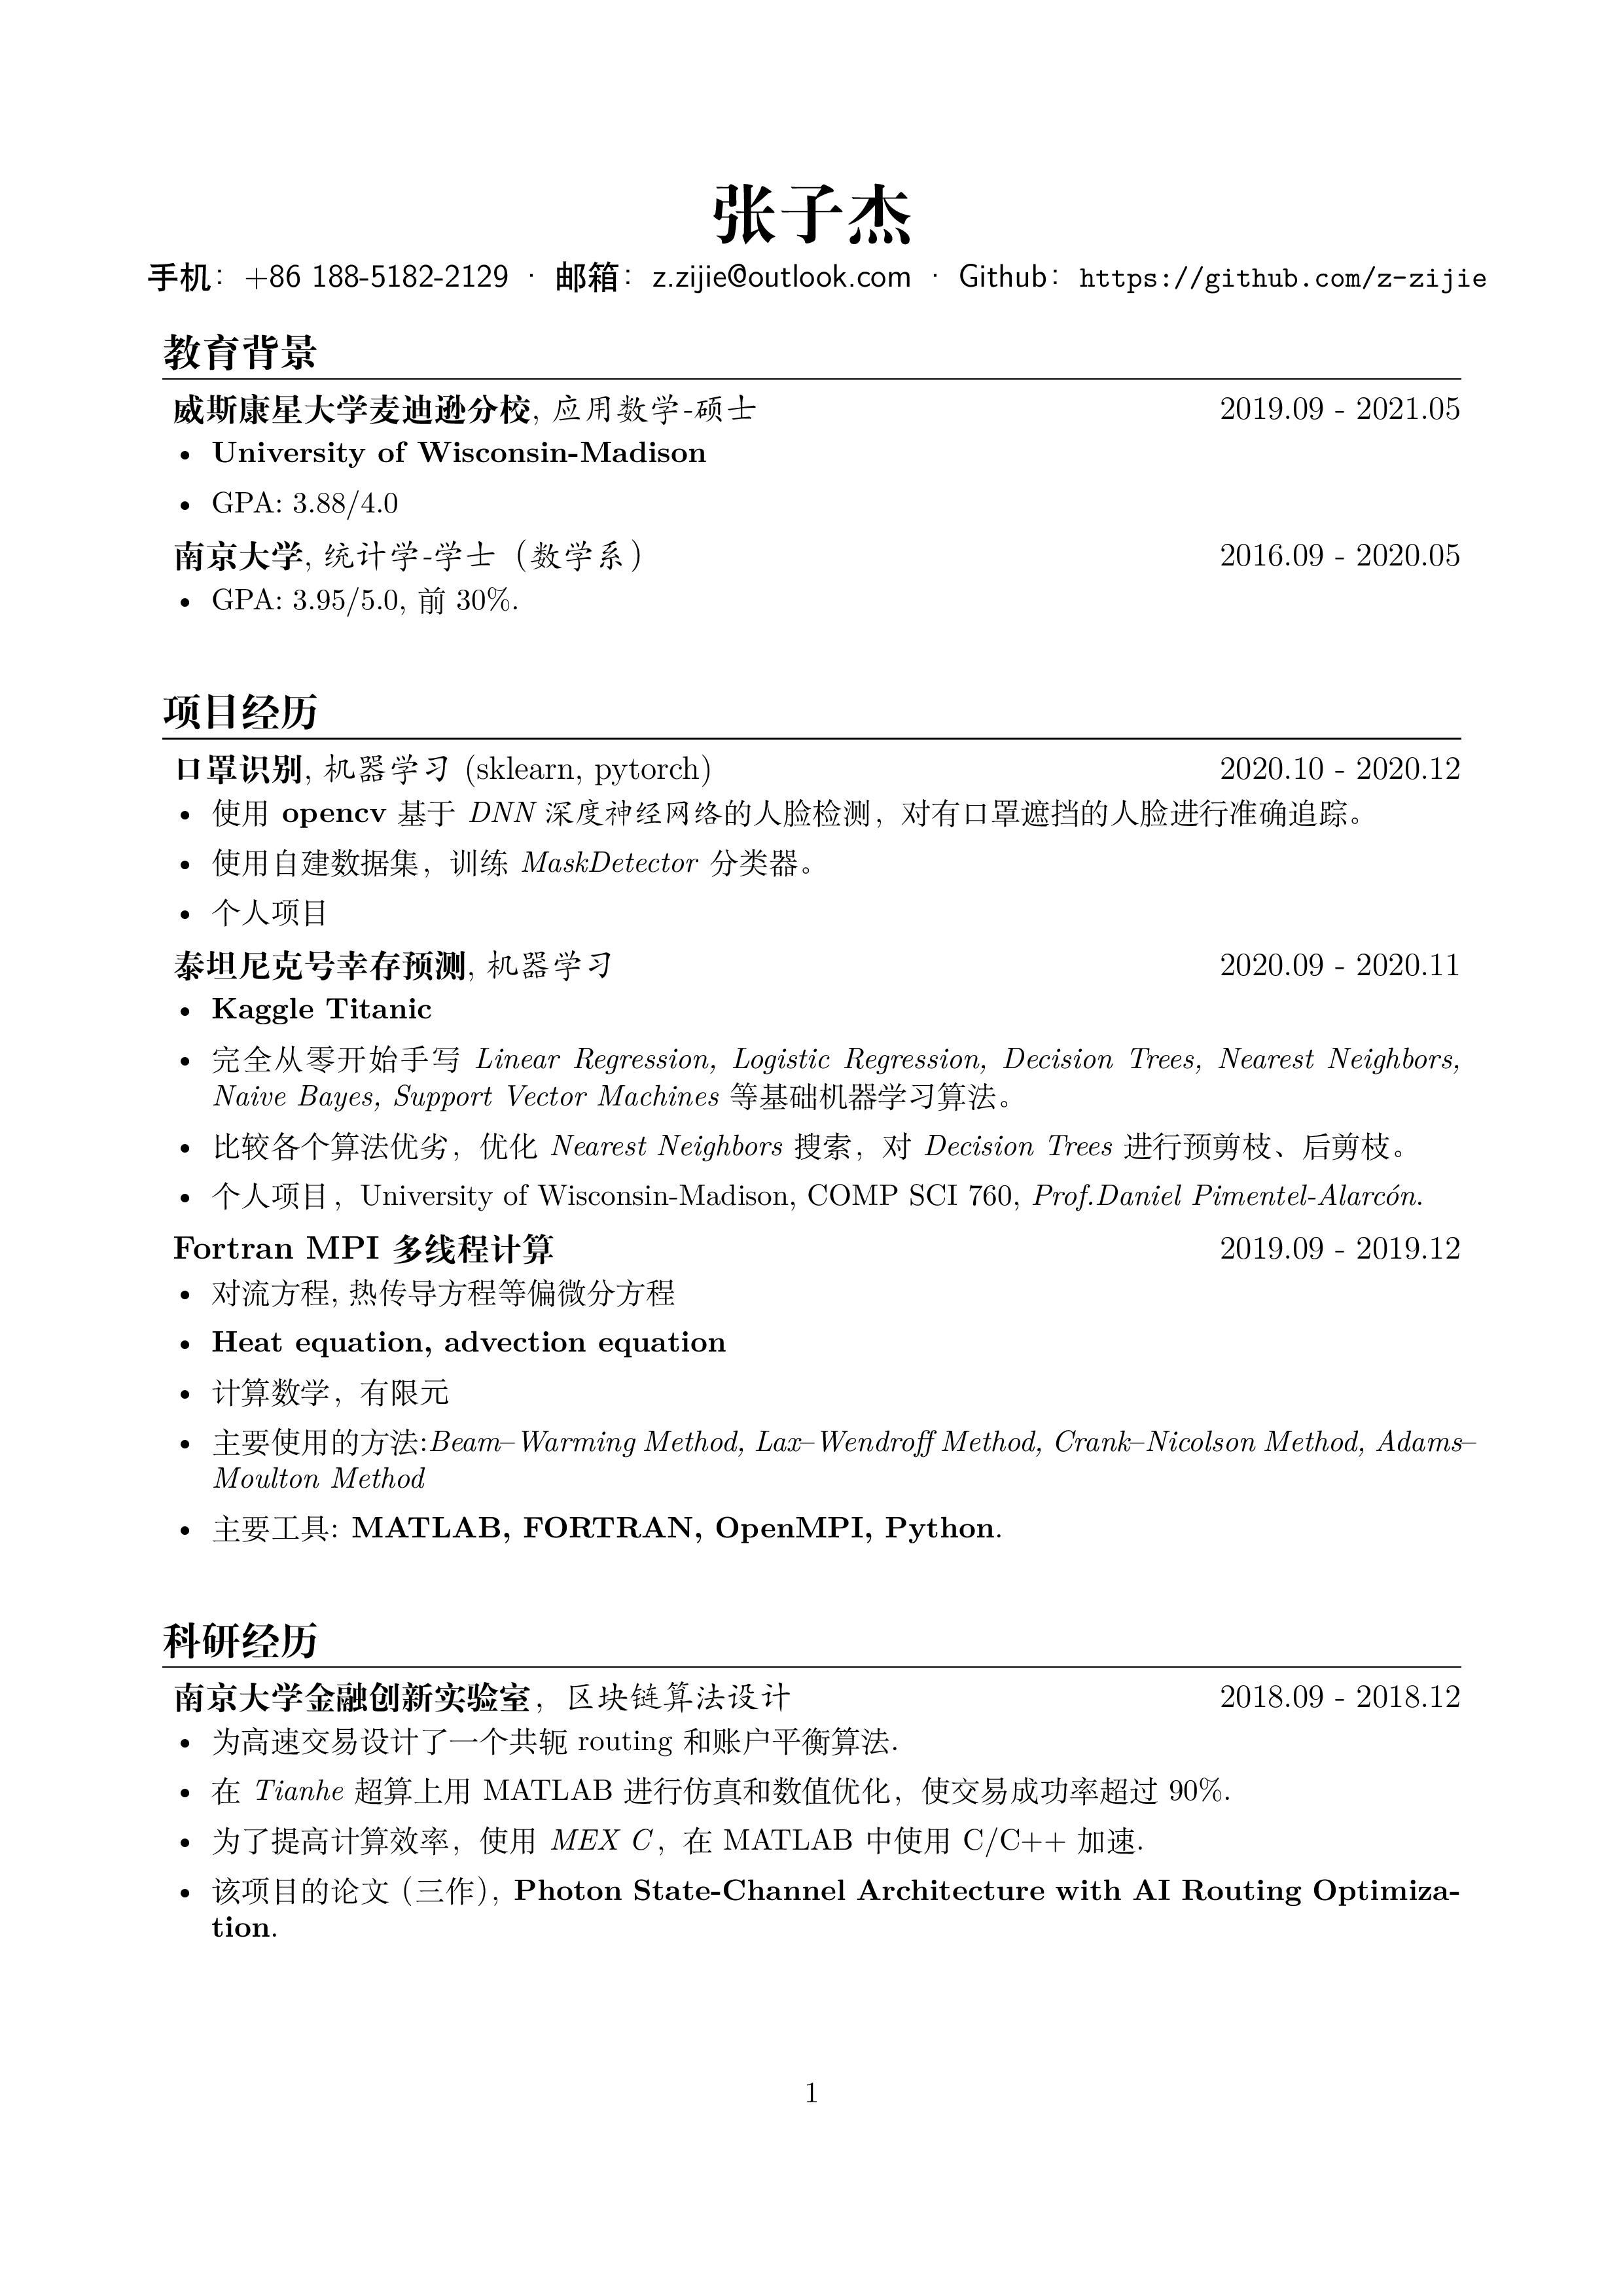 张子杰
手机：+86 188-5182-2129 · 邮箱：z.zijie@outlook.com · Github：https://github.com/z-zijie
教育背景
威斯康星大学麦迪逊分校, 应用数学-硕士 2019.09 - 2021.05
• University of Wisconsin-Madison
• GPA: 3.88/4.0
南京大学, 统计学-学士（数学系） 2016.09 - 2020.05
• GPA: 3.95/5.0, 前 30%.
项目经历
口罩识别, 机器学习 (sklearn, pytorch) 2020.10 - 2020.12
• 使用 opencv 基于 DNN 深度神经网络的人脸检测，对有口罩遮挡的人脸进行准确追踪。
• 使用自建数据集，训练 MaskDetector 分类器。
• 个人项目
泰坦尼克号幸存预测, 机器学习 2020.09 - 2020.11
• Kaggle Titanic
• 完全从零开始手写 Linear Regression, Logistic Regression, Decision Trees, Nearest Neighbors,
Naive Bayes, Support Vector Machines 等基础机器学习算法。
• 比较各个算法优劣，优化 Nearest Neighbors 搜索，对 Decision Trees 进行预剪枝、后剪枝。
• 个人项目，University of Wisconsin-Madison, COMP SCI 760, Prof.Daniel Pimentel-Alarcón.
Fortran MPI 多线程计算 2019.09 - 2019.12
• 对流方程, 热传导方程等偏微分方程
• Heat equation, advection equation
• 计算数学，有限元
• 主要使用的方法:Beam–Warming Method, Lax–Wendroff Method, Crank–Nicolson Method, Adams–
Moulton Method
• 主要工具: MATLAB, FORTRAN, OpenMPI, Python.
科研经历
南京大学金融创新实验室，区块链算法设计 2018.09 - 2018.12
• 为高速交易设计了一个共轭 routing 和账户平衡算法.
• 在 Tianhe 超算上用 MATLAB 进行仿真和数值优化，使交易成功率超过 90%.
• 为了提高计算效率，使用 MEX C，在 MATLAB 中使用 C/C++ 加速.
• 该项目的论文 (三作)，Photon State-Channel Architecture with AI Routing Optimiza-
tion.
1